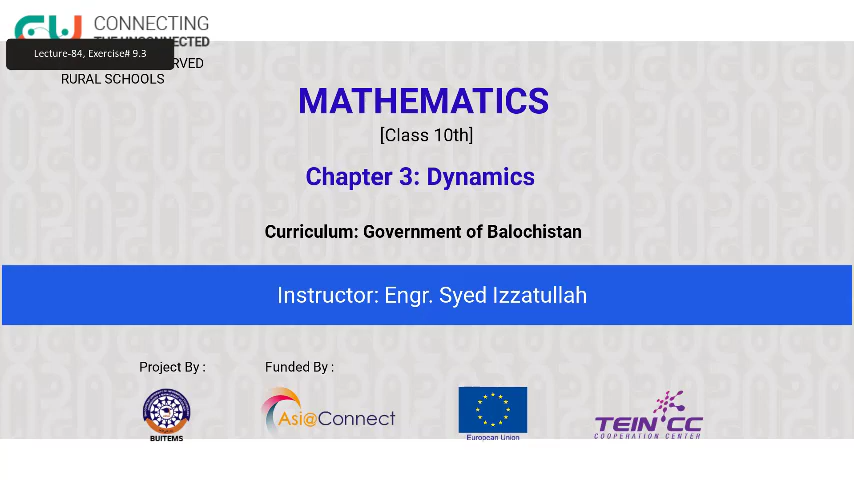 CONNECTING
THE UNCONNECTED
Lecture-84, Exercise# 9.3
RVED
RURAL SCHOOLS
MATHEMATICS
[Class 10th]
Chapter 3: Dynamics
Curriculum: Government of Balochistan
Instructor: Engr. Syed Izzatullah
Project By :
Funded By :
BUITEMS
Asi@Connect
European Union
TEIN*CC
COOPERATION CENTER